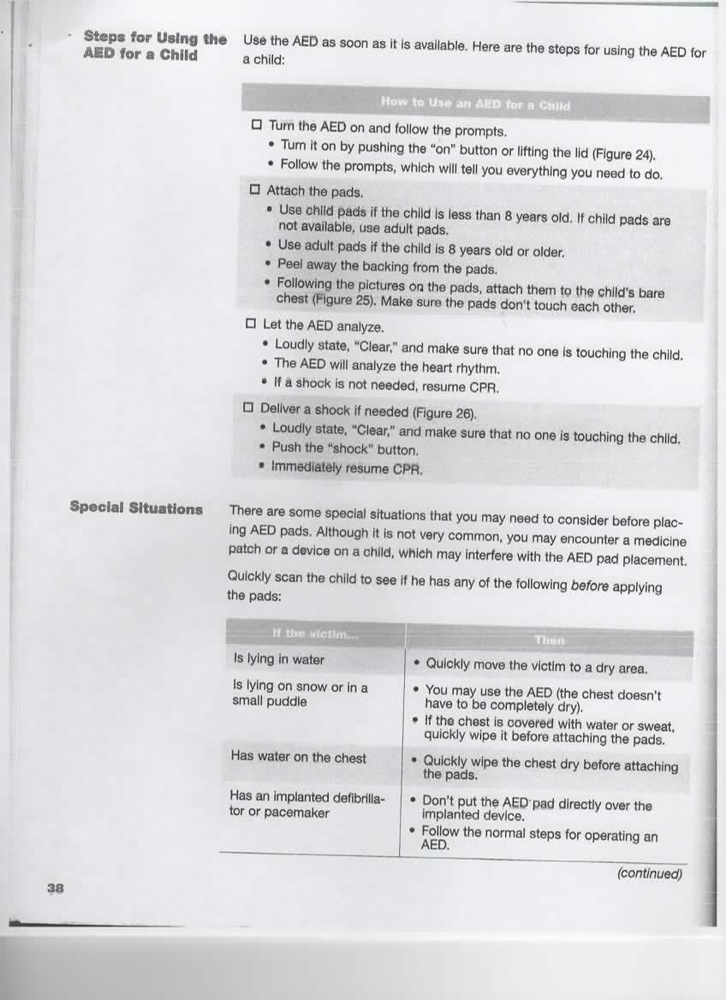 Steps for Using the
AED for a Child
Use the AED as soon as it is available. Here are the steps for using the AED for
a child:
How to Use an AED for a Child
☐ Turn the AED on and follow the prompts.
• Turn it on by pushing the “on” button or lifting the lid (Figure 24).
• Follow the prompts, which will tell you everything you need to do.
☐ Attach the pads.
• Use child pads if the child is less than 8 years old. If child pads are
not available, use adult pads.
• Use adult pads if the child is 8 years old or older.
• Peel away the backing from the pads.
• Following the pictures on the pads, attach them to the child’s bare
chest (Figure 25). Make sure the pads don’t touch each other.
☐ Let the AED analyze.
• Loudly state, “Clear,” and make sure that no one is touching the child.
• The AED will analyze the heart rhythm.
• If a shock is not needed, resume CPR.
☐ Deliver a shock if needed (Figure 26).
• Loudly state, “Clear,” and make sure that no one is touching the child.
• Push the “shock” button.
• Immediately resume CPR.
Special Situations
There are some special situations that you may need to consider before plac-
ing AED pads. Although it is not very common, you may encounter a medicine
patch or a device on a child, which may interfere with the AED pad placement.
Quickly scan the child to see if he has any of the following before applying
the pads:
If the victim...
Then
Is lying in water
• Quickly move the victim to a dry area.
Is lying on snow or in a
small puddle
• You may use the AED (the chest doesn’t
have to be completely dry).
• If the chest is covered with water or sweat,
quickly wipe it before attaching the pads.
Has water on the chest
• Quickly wipe the chest dry before attaching
the pads.
Has an implanted defibrilla-
tor or pacemaker
• Don’t put the AED pad directly over the
implanted device.
• Follow the normal steps for operating an
AED.
(continued)
38